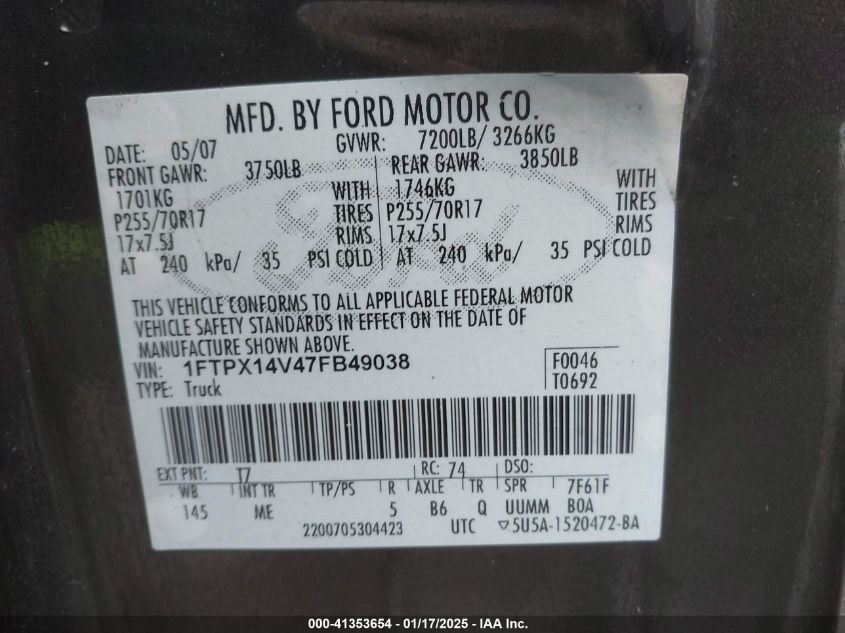 MFD. BY FORD MOTOR CO.
DATE: 05/07 GVWR: 7200LB/ 3266KG
FRONT GAWR: 3750LB REAR GAWR: 3850LB
1701KG WITH 1746KG WITH
P255/70R17 TIRES P255/70R17 TIRES
17x7.5J RIMS 17x7.5J RIMS
AT 240 kPa/ 35 PSI COLD AT 240 kPa/ 35 PSI COLD
Ford
THIS VEHICLE CONFORMS TO ALL APPLICABLE FEDERAL MOTOR
VEHICLE SAFETY STANDARDS IN EFFECT ON THE DATE OF
MANUFACTURE SHOWN ABOVE.
VIN: 1FTPX14V47FB49038 F0046
TYPE: Truck T0692
EXT PNT: T7 RC: 74 DSO:
WB INT TR TP/PS R AXLE TR SPR 7F61F
145 ME 5 B6 Q UUMM BOA
2200705304423 UTC ▽5U5A-1520472-BA
000-41353654 - 01/17/2025 - IAA Inc.